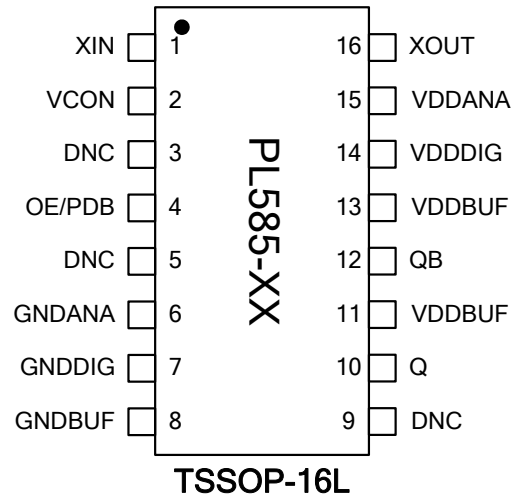 XIN 1 16 XOUT
VCON 2 15 VDDANA
DNC 3 14 VDDDIG
OE/PDB 4 13 VDDBUF
DNC 5 12 QB
GNDANA 6 11 VDDBUF
GNDDIG 7 10 Q
GNDBUF 8 9 DNC
PL585-XX
TSSOP-16L